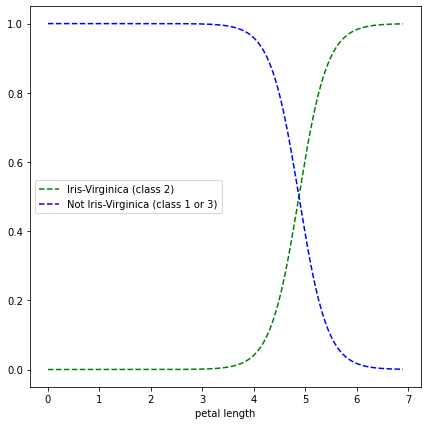 1.0
0.8
0.6
Iris-Virginica (class 2)
Not Iris-Virginica (class 1 or 3)
0.4
0.2
0.0
0 1 2 3 4 5 6 7
petal length